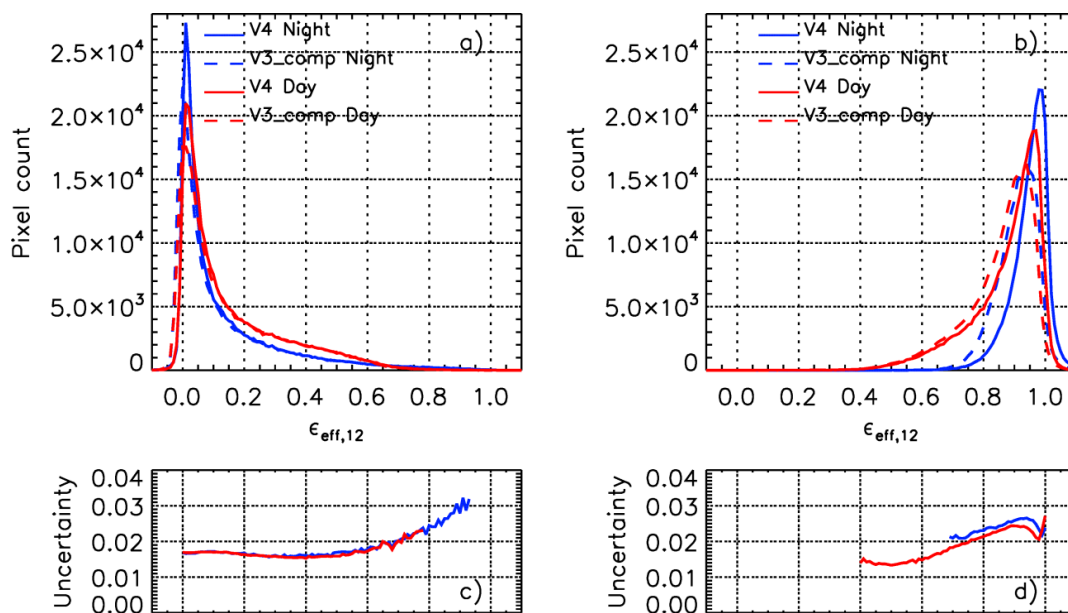 a)
V4 Night
V3_comp Night
V4 Day
V3_comp Day
2.5×10⁴
2.0×10⁴
1.5×10⁴
1.0×10⁴
5.0×10³
0
Pixel count
0.0 0.2 0.4 0.6 0.8 1.0
ϵeff,12
b)
V4 Night
V3_comp Night
V4 Day
V3_comp Day
2.5×10⁴
2.0×10⁴
1.5×10⁴
1.0×10⁴
5.0×10³
0
Pixel count
0.0 0.2 0.4 0.6 0.8 1.0
ϵeff,12
0.04
0.03
0.02
0.01
0.00
Uncertainty
c)
0.04
0.03
0.02
0.01
0.00
Uncertainty
d)